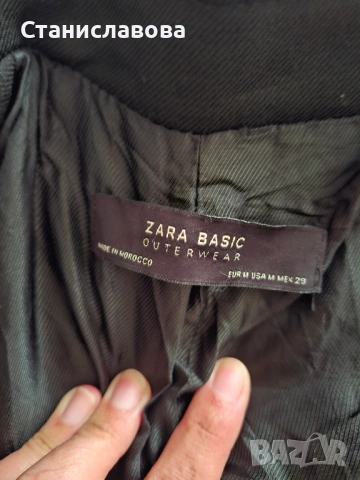 Станиславова
ZARA BASIC
OUTERWEAR
MADE IN MOROCCO
EUR M USA M MEX 29
BAZAR